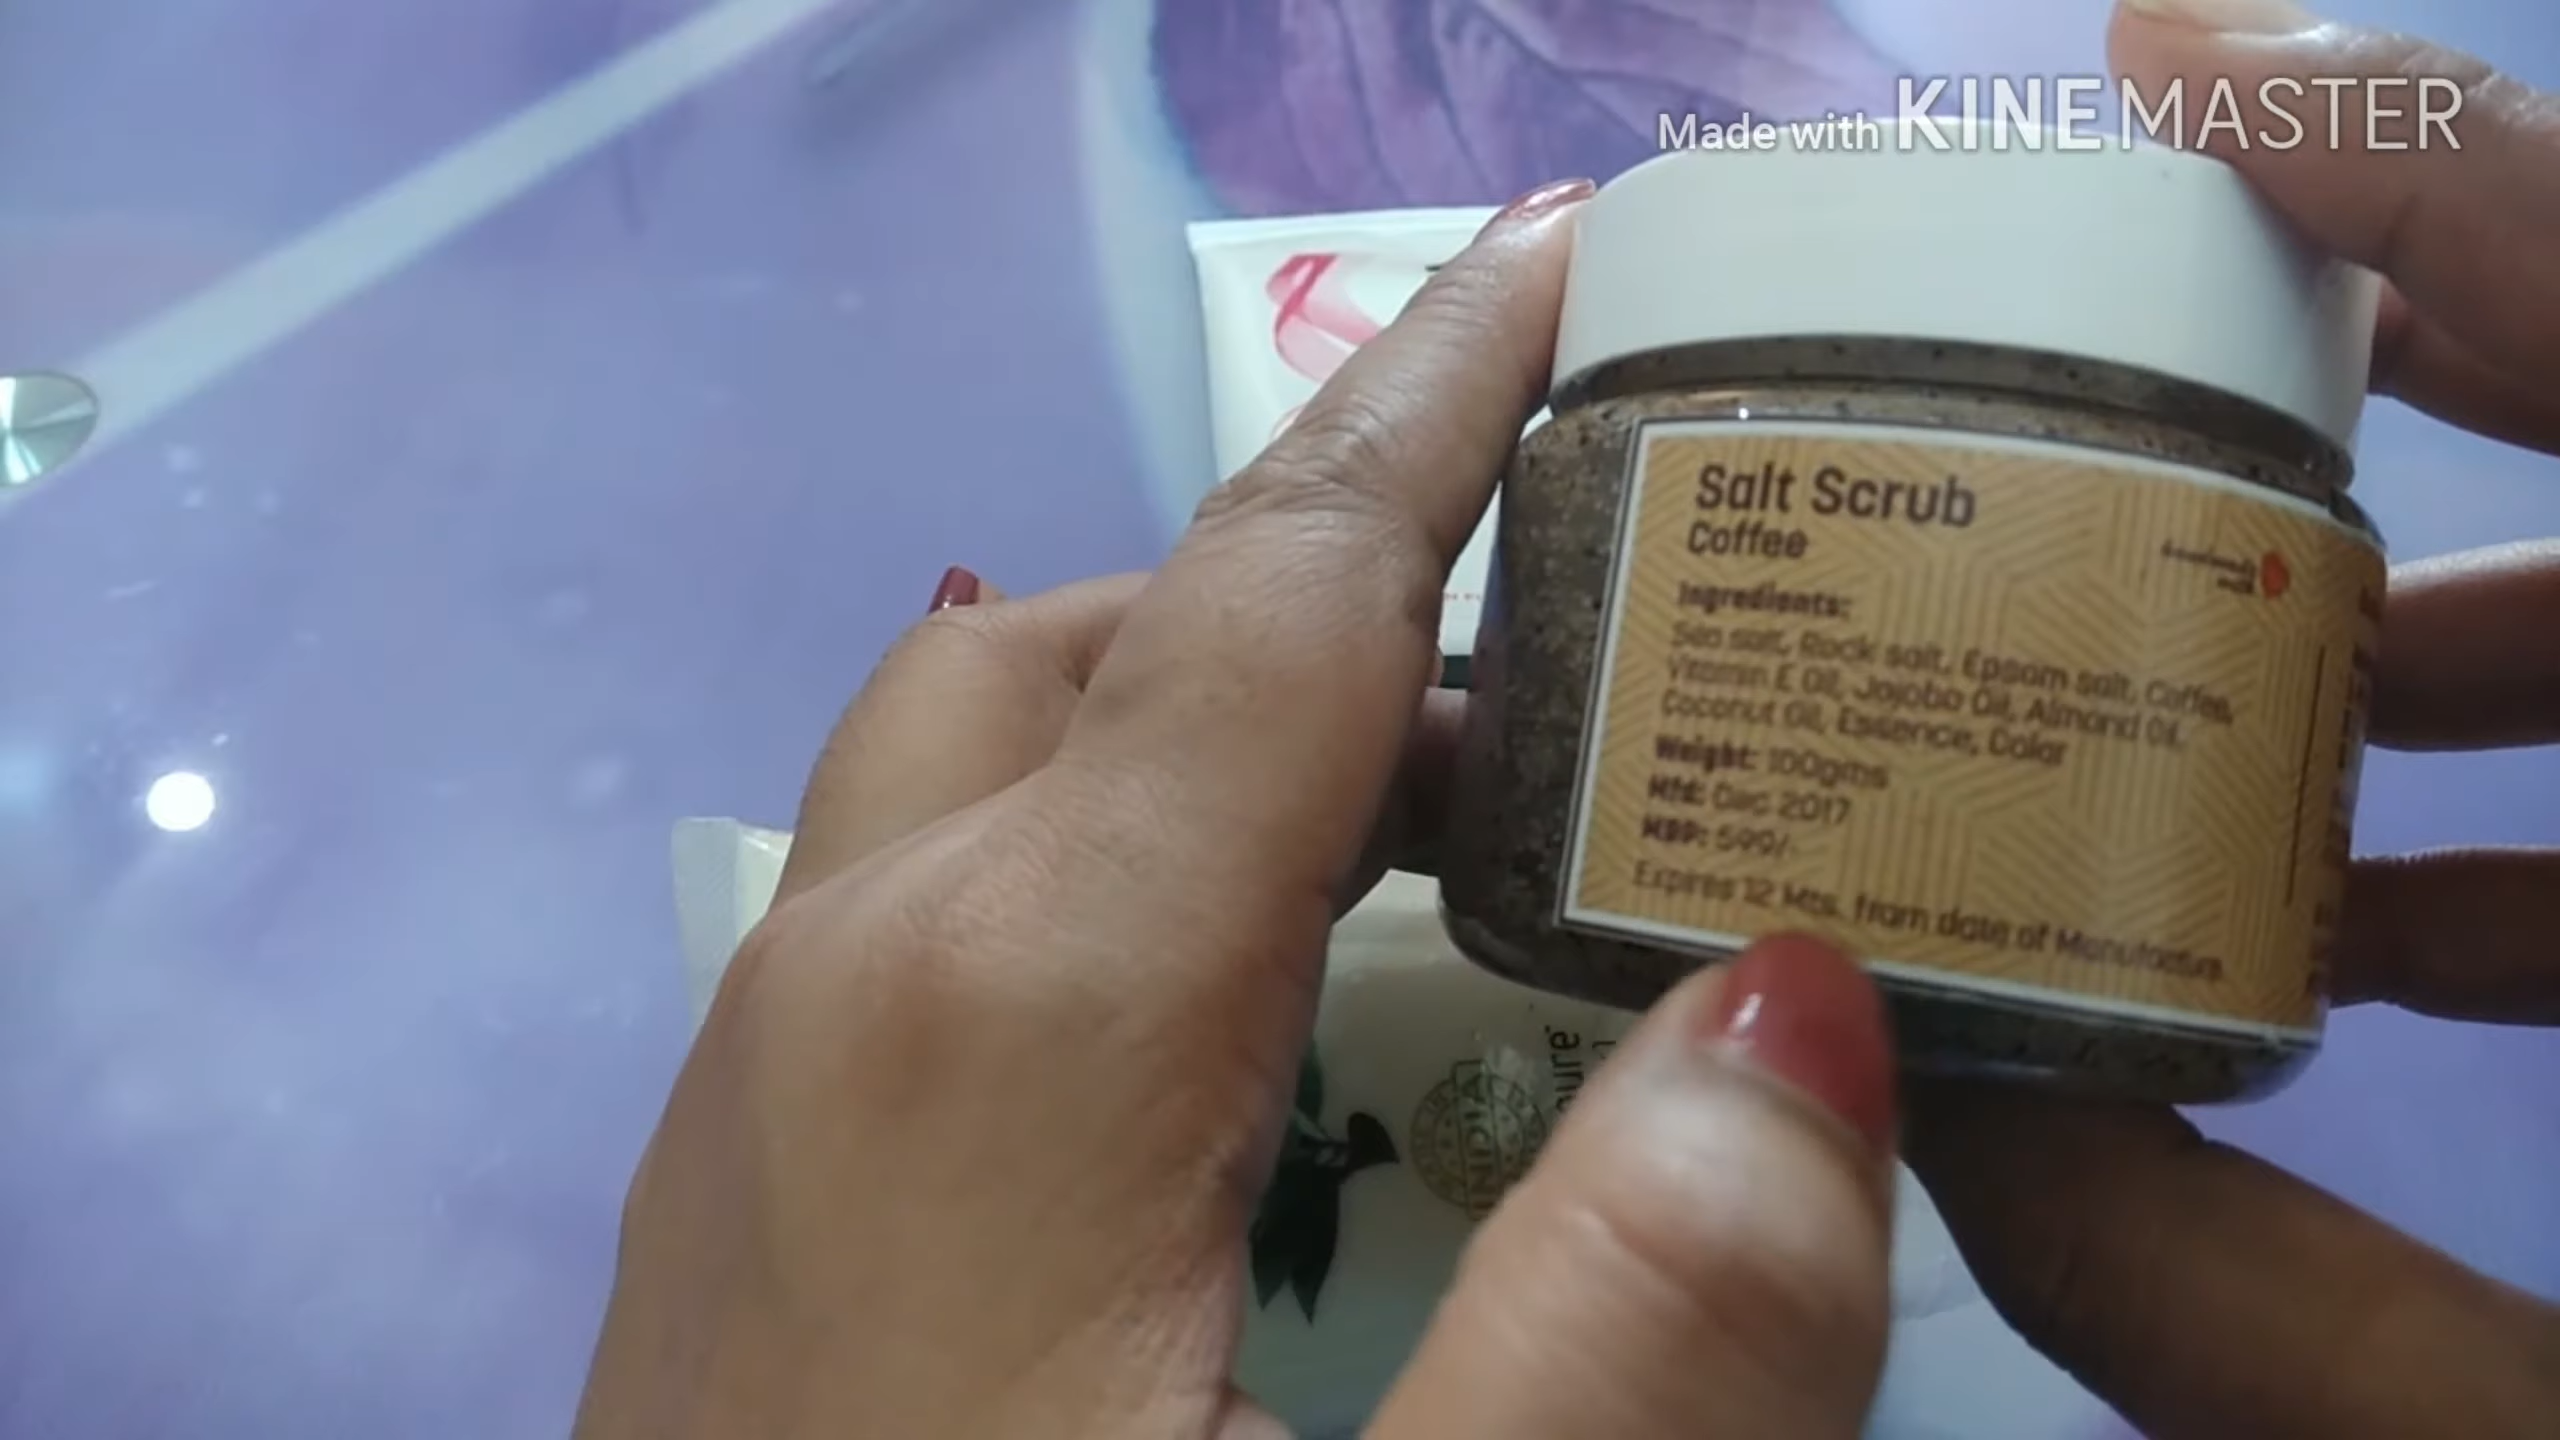 Made with KINEMASTER
Salt Scrub
Coffee
Ingredients:
Sea salt, Rock salt, Epsom salt, Coffee,
Vitamin E Oil, Jojoba Oil, Almond Oil,
Coconut Oil, Essence, Color
Weight: 100gms
Mfd: Dec 2017
MRP: 599/-
Expires 12 Mts. from date of Manufacture
INDIA